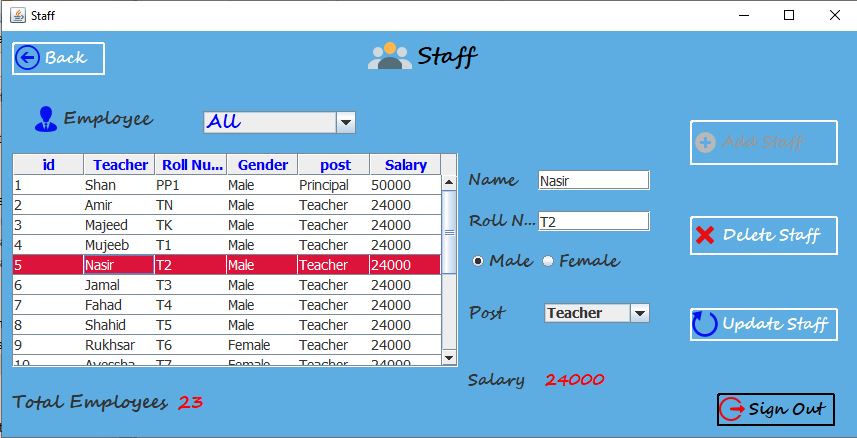 Staff
Back
Staff
Employee All
Add Staff
id Teacher Roll Nu... Gender post Salary
1 Shan PP1 Male Principal 50000
2 Amir TN Male Teacher 24000
3 Majeed TK Male Teacher 24000
4 Mujeeb T1 Male Teacher 24000
5 Nasir T2 Male Teacher 24000
6 Jamal T3 Male Teacher 24000
7 Fahad T4 Male Teacher 24000
8 Shahid T5 Male Teacher 24000
9 Rukhsar T6 Female Teacher 24000
10 Ayessha T7 Female Teacher 24000
Name Nasir
Roll N... T2
Male Female
Post Teacher
Salary 24000
Delete Staff
Update Staff
Total Employees 23
Sign Out